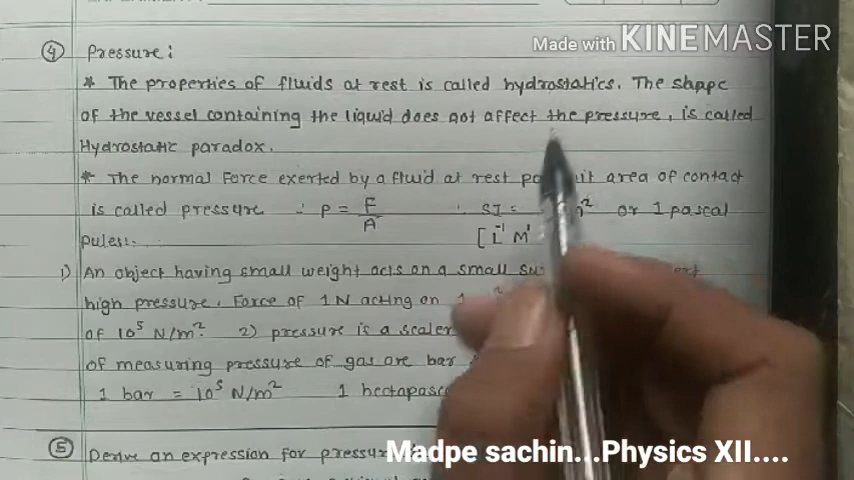 Made with KINEMASTER
④ Pressure:
* The properties of fluids at rest is called hydrostatics. The shape
of the vessel containing the liquid does not affect the pressure, is called
Hydrostatic paradox.
* The normal force exerted by a fluid at rest area of contact
is called pressure ∴ P = F/A ∴ SI = or 1 pascal
[L⁻¹ M¹
1) An object having small weight acts on a small
high pressure. Force of 1 N acting on
of 10⁵ N/m². 2) pressure is a scaler
of measuring pressure of gas are bar
1 bar = 10⁵ N/m² 1 hectapasc
⑤ Derive an expression for pressure
Madpe sachin...Physics XII....